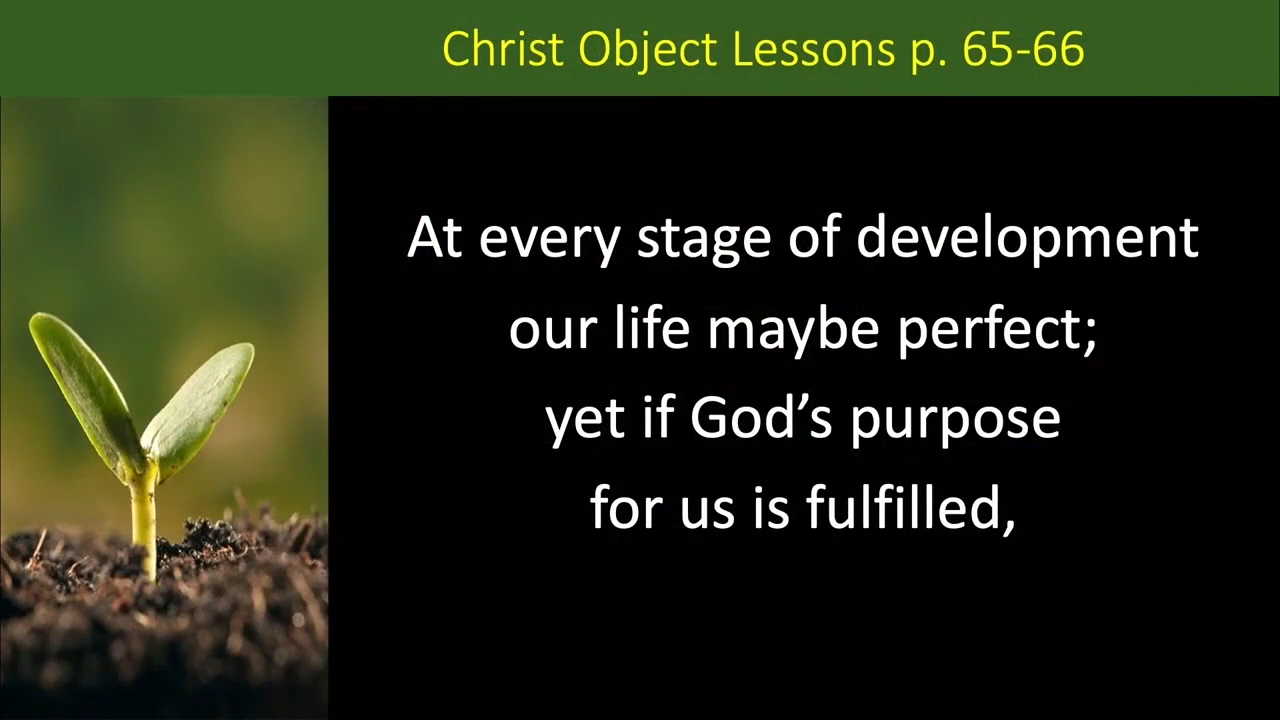 Christ Object Lessons p. 65-66
At every stage of development
our life maybe perfect;
yet if God’s purpose
for us is fulfilled,